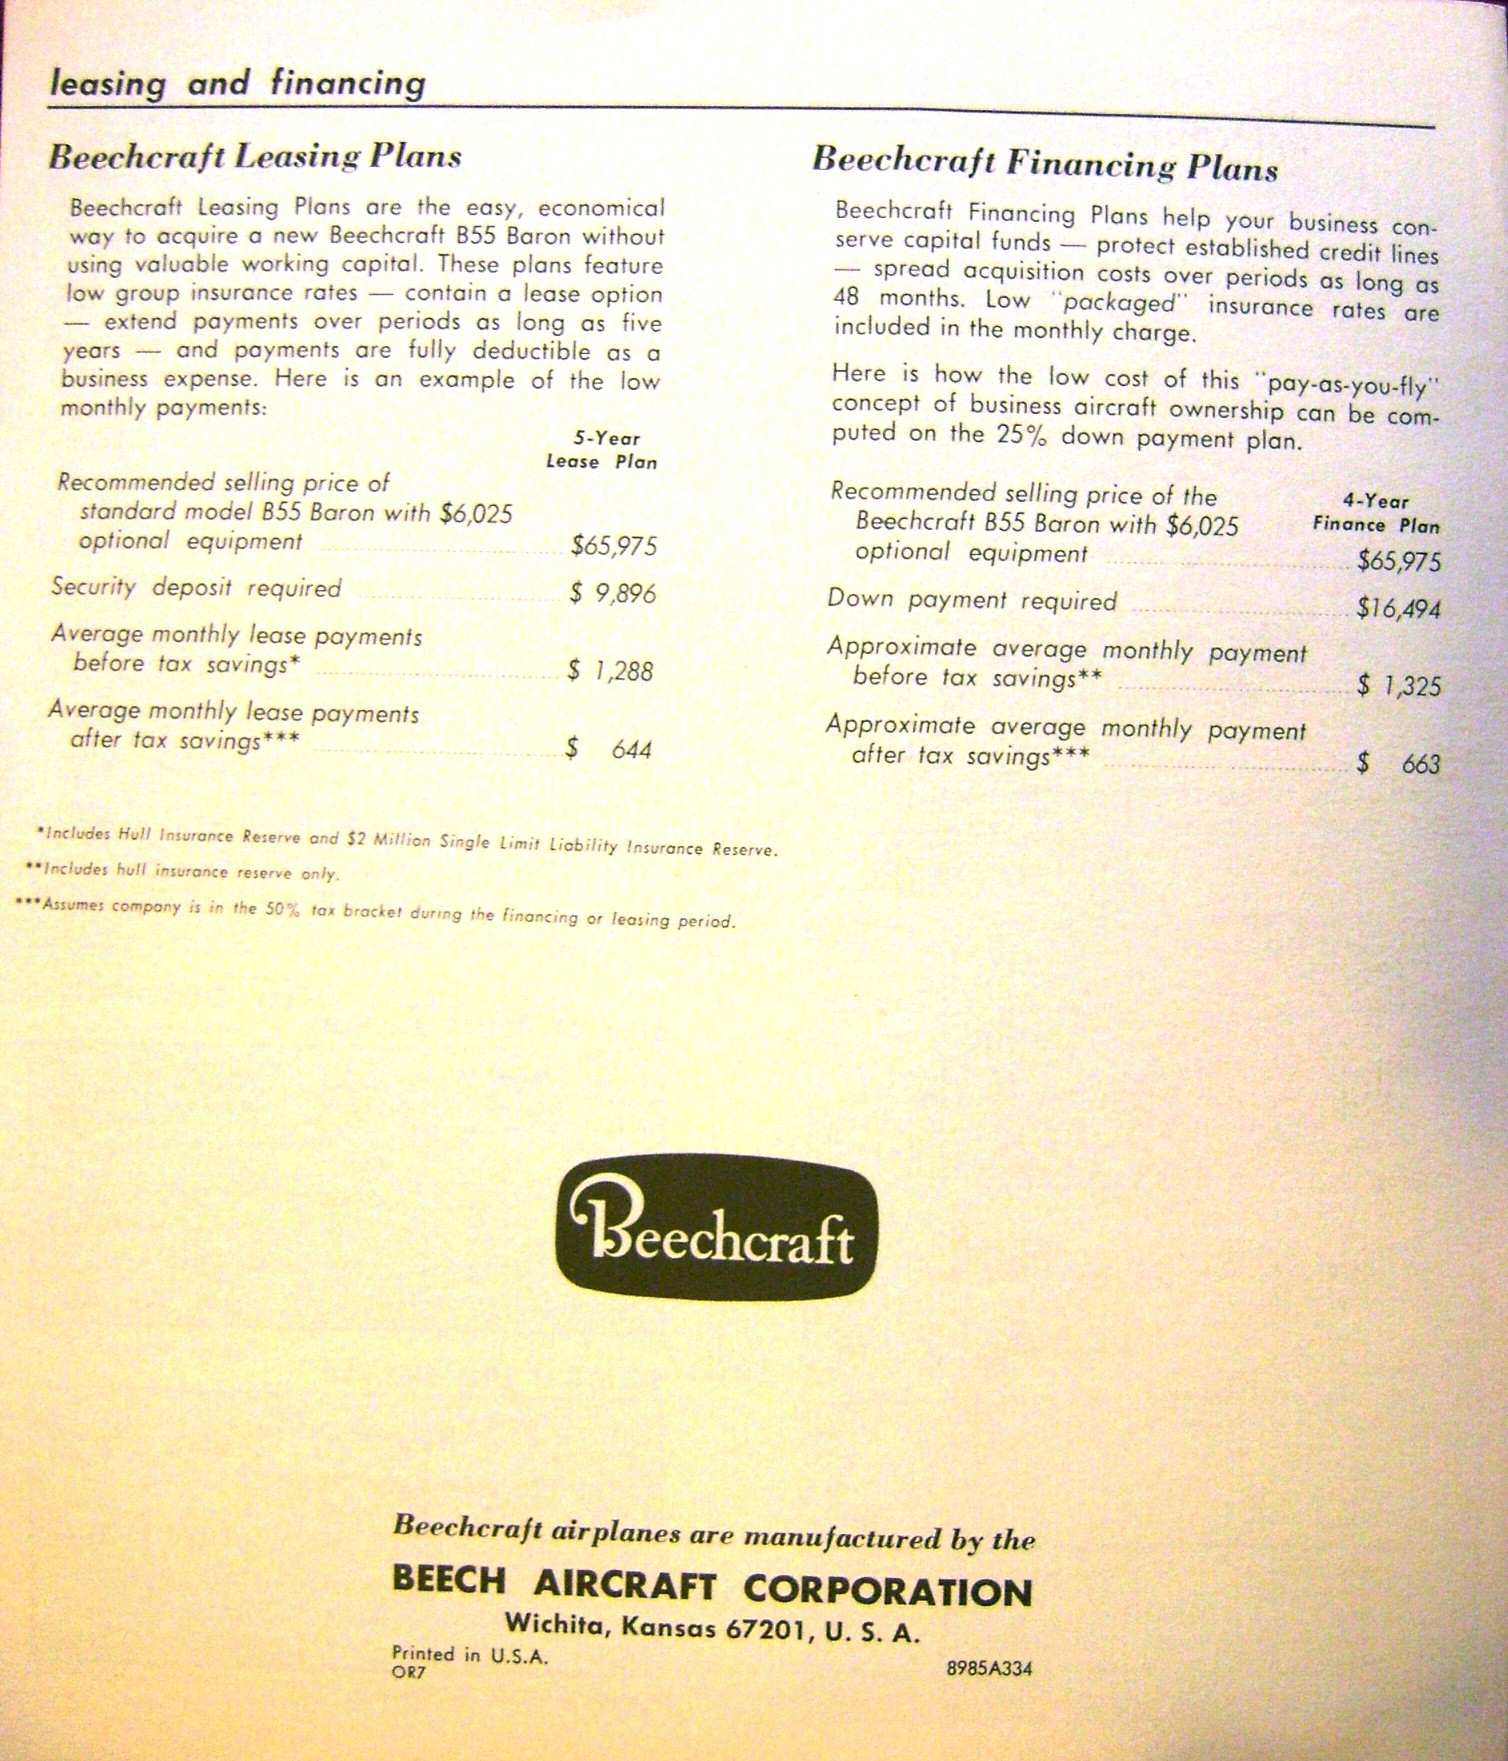 leasing and financing
Beechcraft Leasing Plans
Beechcraft Leasing Plans are the easy, economical
way to acquire a new Beechcraft B55 Baron without
using valuable working capital. These plans feature
low group insurance rates — contain a lease option
— extend payments over periods as long as five
years — and payments are fully deductible as a
business expense. Here is an example of the low
monthly payments:
5-Year
Lease Plan
Recommended selling price of
standard model B55 Baron with $6,025
optional equipment $65,975
Security deposit required $ 9,896
Average monthly lease payments
before tax savings* $ 1,288
Average monthly lease payments
after tax savings*** $ 644
Beechcraft Financing Plans
Beechcraft Financing Plans help your business con-
serve capital funds — protect established credit lines
— spread acquisition costs over periods as long as
48 months. Low "packaged" insurance rates are
included in the monthly charge.
Here is how the low cost of this "pay-as-you-fly"
concept of business aircraft ownership can be com-
puted on the 25% down payment plan.
4-Year
Finance Plan
Recommended selling price of the
Beechcraft B55 Baron with $6,025
optional equipment $65,975
Down payment required $16,494
Approximate average monthly payment
before tax savings** $ 1,325
Approximate average monthly payment
after tax savings*** $ 663
*Includes Hull Insurance Reserve and $2 Million Single Limit Liability Insurance Reserve.
**Includes hull insurance reserve only.
***Assumes company is in the 50% tax bracket during the financing or leasing period.
Beechcraft
Beechcraft airplanes are manufactured by the
BEECH AIRCRAFT CORPORATION
Wichita, Kansas 67201, U. S. A.
Printed in U.S.A.
OR7 8985A334